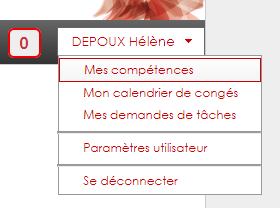 0
DEPOUX Hélène
Mes compétences
Mon calendrier de congés
Mes demandes de tâches
Paramètres utilisateur
Se déconnecter